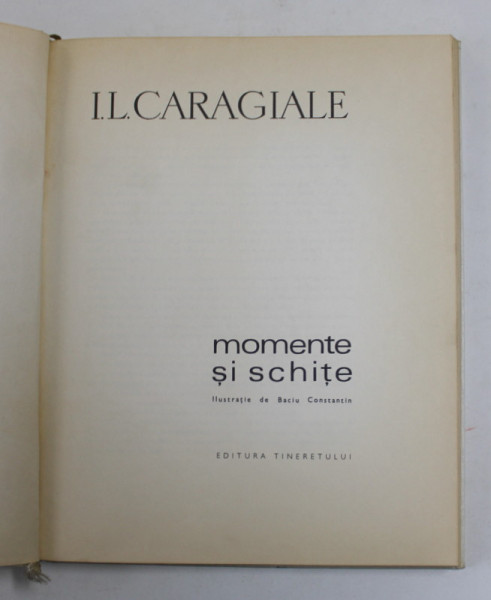 I.L. CARAGIALE
momente
și schițe
Ilustrație de Baciu Constantin
EDITURA TINERETULUI